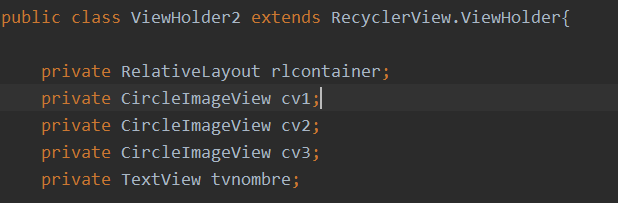 public class ViewHolder2 extends RecyclerView.ViewHolder{
private RelativeLayout rlcontainer;
private CircleImageView cv1;
private CircleImageView cv2;
private CircleImageView cv3;
private TextView tvnombre;